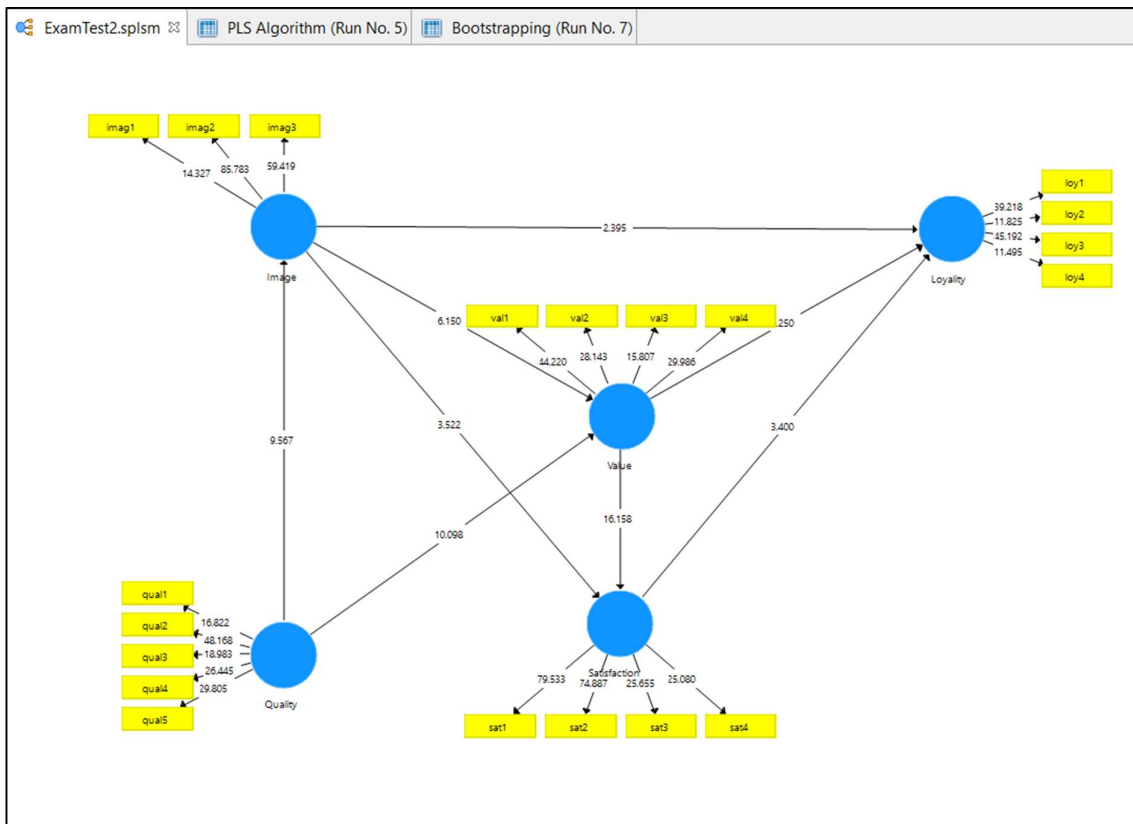 ExamTest2.splsm
PLS Algorithm (Run No. 5)
Bootstrapping (Run No. 7)
imag1
imag2
imag3
14.327
85.783
59.419
Image
loy1
loy2
loy3
loy4
39.218
11.825
45.192
11.495
Loyality
2.395
6.150
val1
val2
val3
val4
44.220
28.143
15.807
29.986
.250
Value
3.522
3.400
9.567
10.098
16.158
qual1
qual2
qual3
qual4
qual5
16.822
48.168
18.983
26.445
29.805
Quality
Satisfaction
79.533
74.887
25.655
25.080
sat1
sat2
sat3
sat4